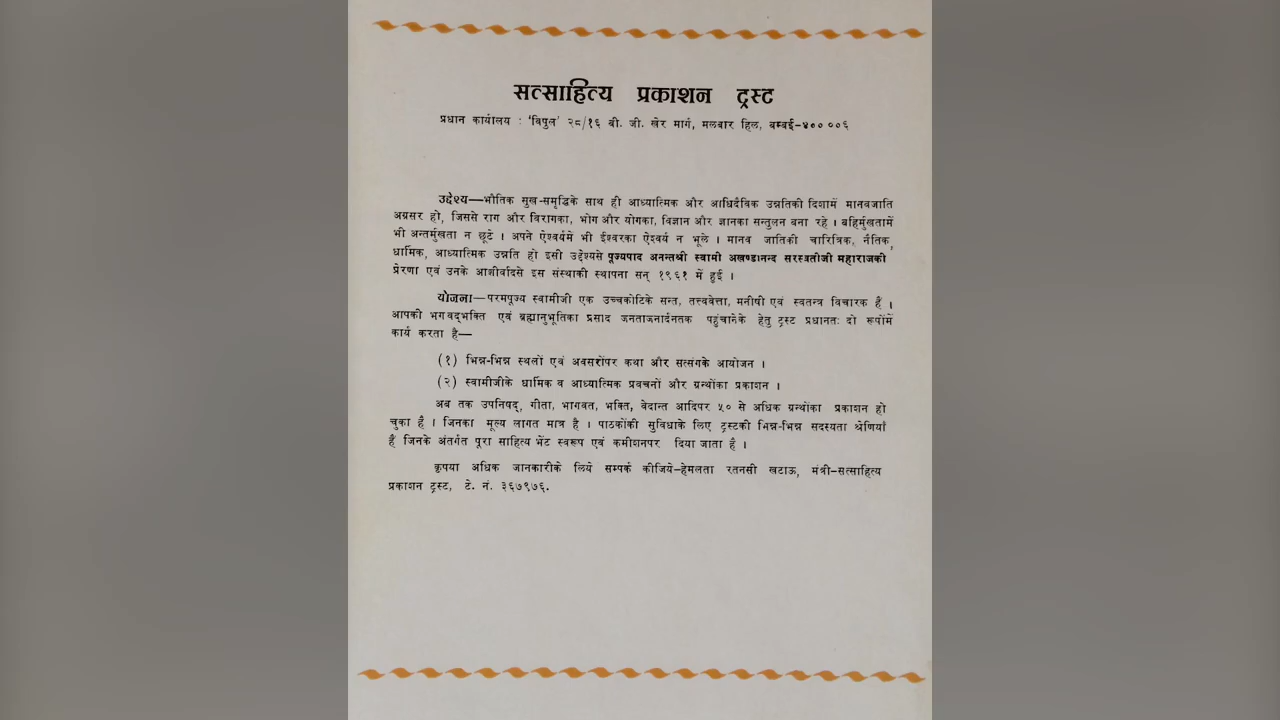 सत्साहित्य प्रकाशन ट्रस्ट
प्रधान कार्यालय : 'विपुल' २८/१६ बी. जी. खेर मार्ग, मलबार हिल, बम्बई-४०० ००६
उद्देश्य—भौतिक सुख-समृद्धिके साथ ही आध्यात्मिक और आधिदैविक उन्नतिकी दिशामें मानवजाति
अग्रसर हो, जिससे राग और विरागका, भोग और योगका, विज्ञान और ज्ञानका सन्तुलन बना रहे । बहिर्मुखतामें
भी अन्तर्मुखता न छूटे । अपने ऐश्वर्यमें भी ईश्वरका ऐश्वर्य न भूले । मानव जातिकी चारित्रिक, नैतिक,
धार्मिक, आध्यात्मिक उन्नति हो इसी उद्देश्यसे पूज्यपाद अनन्तश्री स्वामी अखण्डानन्द सरस्वतीजी महाराजकी
प्रेरणा एवं उनके आशीर्वादसे इस संस्थाकी स्थापना सन् १९६१ में हुई ।
योजना—परमपूज्य स्वामीजी एक उच्चकोटिके सन्त, तत्त्ववेत्ता, मनीषी एवं स्वतन्त्र विचारक हैं ।
आपकी भगवद्भक्ति एवं ब्रह्मानुभूतिका प्रसाद जनताजनार्दनतक पहुंचानेके हेतु ट्रस्ट प्रधानतः दो रूपोंमें
कार्य करता है—
(१) भिन्न-भिन्न स्थलों एवं अवसरोंपर कथा और सत्संगके आयोजन ।
(२) स्वामीजीके धार्मिक व आध्यात्मिक प्रवचनों और ग्रन्थोंका प्रकाशन ।
अब तक उपनिषद्, गीता, भागवत, भक्ति, वेदान्त आदिपर ५० से अधिक ग्रन्थोंका प्रकाशन हो
चुका है । जिनका मूल्य लागत मात्र है । पाठकोंकी सुविधाके लिए ट्रस्टकी भिन्न-भिन्न सदस्यता श्रेणियाँ
हैं जिनके अंतर्गत पूरा साहित्य भेंट स्वरूप एवं कमीशनपर दिया जाता है ।
कृपया अधिक जानकारीके लिये सम्पर्क कीजिये-हेमलता रतनसी खटाऊ, मंत्री-सत्साहित्य
प्रकाशन ट्रस्ट, टे. नं. ३६७९७६.